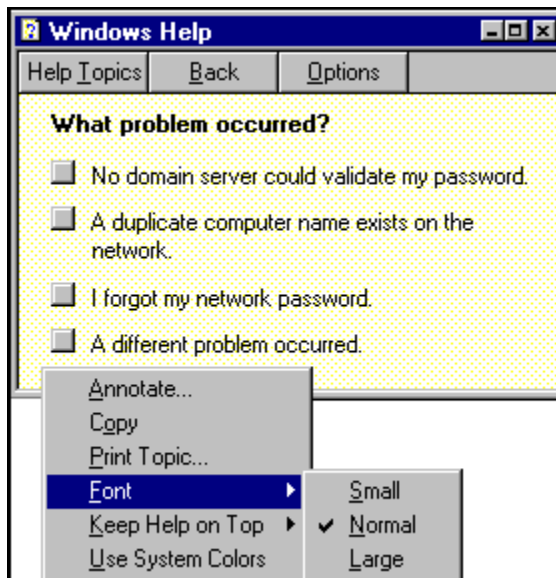 Windows Help
Help Topics Back Options
What problem occurred?
No domain server could validate my password.
A duplicate computer name exists on the
network.
I forgot my network password.
A different problem occurred.
Annotate...
Copy
Print Topic...
Font
Keep Help on Top
Use System Colors
Small
Normal
Large